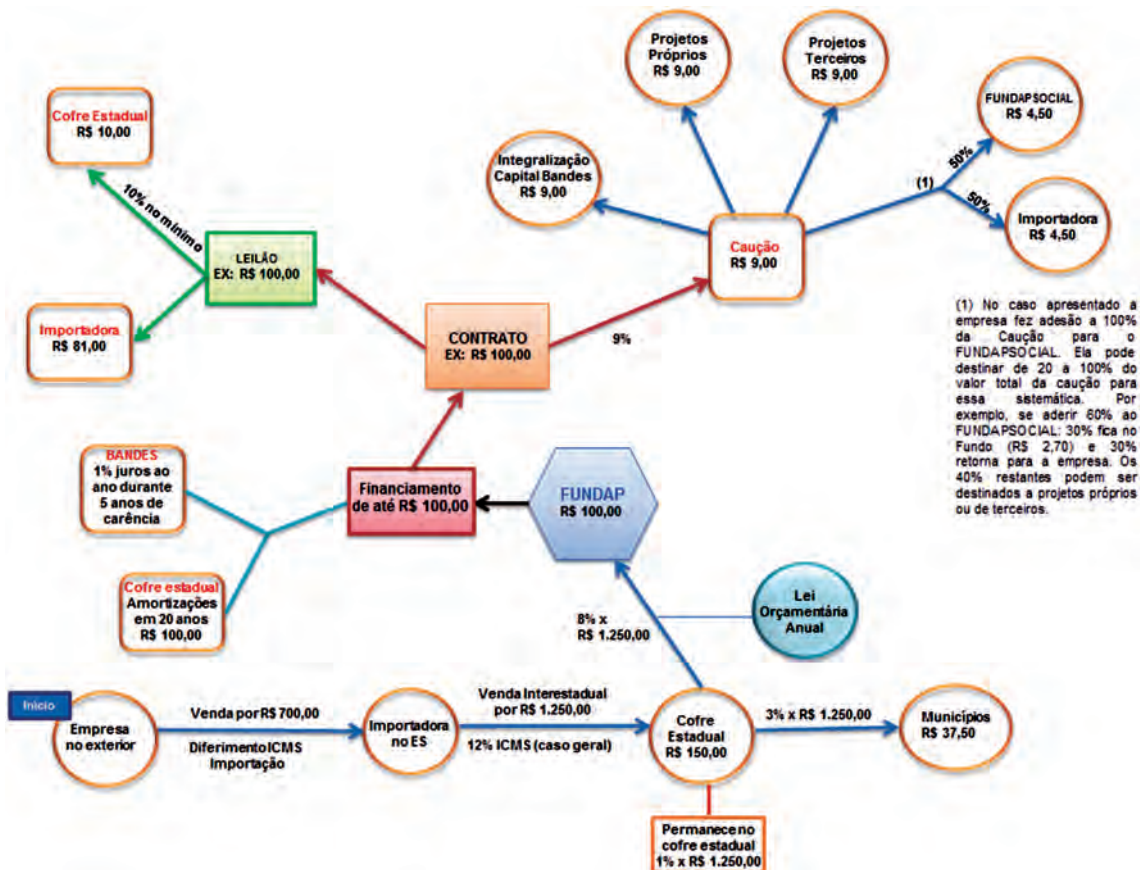 Projetos
Próprios
R$ 9,00
Projetos
Terceiros
R$ 9,00
Cofre Estadual
R$ 10,00
FUNDAPSOCIAL
R$ 4,50
Integralização
Capital Bandes
R$ 9,00
50%
(1)
50%
10% no mínimo
Importadora
R$ 4,50
LEILÃO
EX: R$ 100,00
Caução
R$ 9,00
Importadora
R$ 81,00
CONTRATO
EX: R$ 100,00
9%
(1) No caso apresentado a
empresa fez adesão a 100%
da Caução para o
FUNDAPSOCIAL. Ela pode
destinar de 20 a 100% do
valor total da caução para
essa sistemática. Por
exemplo, se aderir 60% ao
FUNDAPSOCIAL: 30% fica no
Fundo (R$ 2,70) e 30%
retorna para a empresa. Os
40% restantes podem ser
destinados a projetos próprios
ou de terceiros.
BANDES
1% juros ao
ano durante
5 anos de
carência
Financiamento
de até R$ 100,00
FUNDAP
R$ 100,00
Cofre estadual
Amortizações
em 20 anos
R$ 100,00
8% x
R$ 1.250,00
Lei
Orçamentária
Anual
Início
Empresa
no exterior
Venda por R$ 700,00
Diferimento ICMS
Importação
Importadora
no ES
Venda Interestadual
por R$ 1.250,00
12% ICMS (caso geral)
Cofre
Estadual
R$ 150,00
3% x R$ 1.250,00
Municípios
R$ 37,50
Permanece no
cofre estadual
1% x R$ 1.250,00